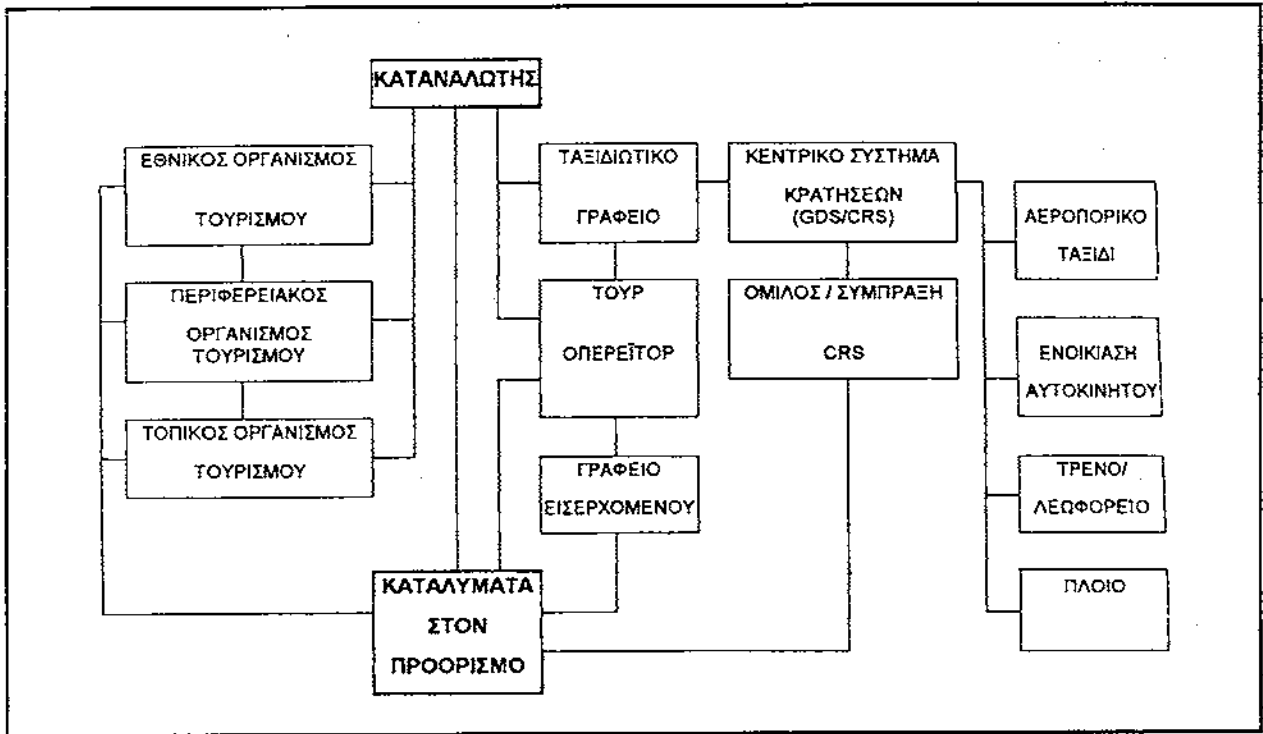 ΚΑΤΑΝΑΛΩΤΗΣ
ΕΘΝΙΚΟΣ ΟΡΓΑΝΙΣΜΟΣ
ΤΟΥΡΙΣΜΟΥ
ΠΕΡΙΦΕΡΕΙΑΚΟΣ
ΟΡΓΑΝΙΣΜΟΣ
ΤΟΥΡΙΣΜΟΥ
ΤΟΠΙΚΟΣ ΟΡΓΑΝΙΣΜΟΣ
ΤΟΥΡΙΣΜΟΥ
ΤΑΞΙΔΙΩΤΙΚΟ
ΓΡΑΦΕΙΟ
ΤΟΥΡ
ΟΠΕΡΕΪΤΟΡ
ΓΡΑΦΕΙΟ
ΕΙΣΕΡΧΟΜΕΝΟΥ
ΚΑΤΑΛΥΜΑΤΑ
ΣΤΟΝ
ΠΡΟΟΡΙΣΜΟ
ΚΕΝΤΡΙΚΟ ΣΥΣΤΗΜΑ
ΚΡΑΤΗΣΕΩΝ
(GDS/CRS)
ΟΜΙΛΟΣ / ΣΥΜΠΡΑΞΗ
CRS
ΑΕΡΟΠΟΡΙΚΟ
ΤΑΞΙΔΙ
ΕΝΟΙΚΙΑΣΗ
ΑΥΤΟΚΙΝΗΤΟΥ
ΤΡΕΝΟ/
ΛΕΩΦΟΡΕΙΟ
ΠΛΟΙΟ